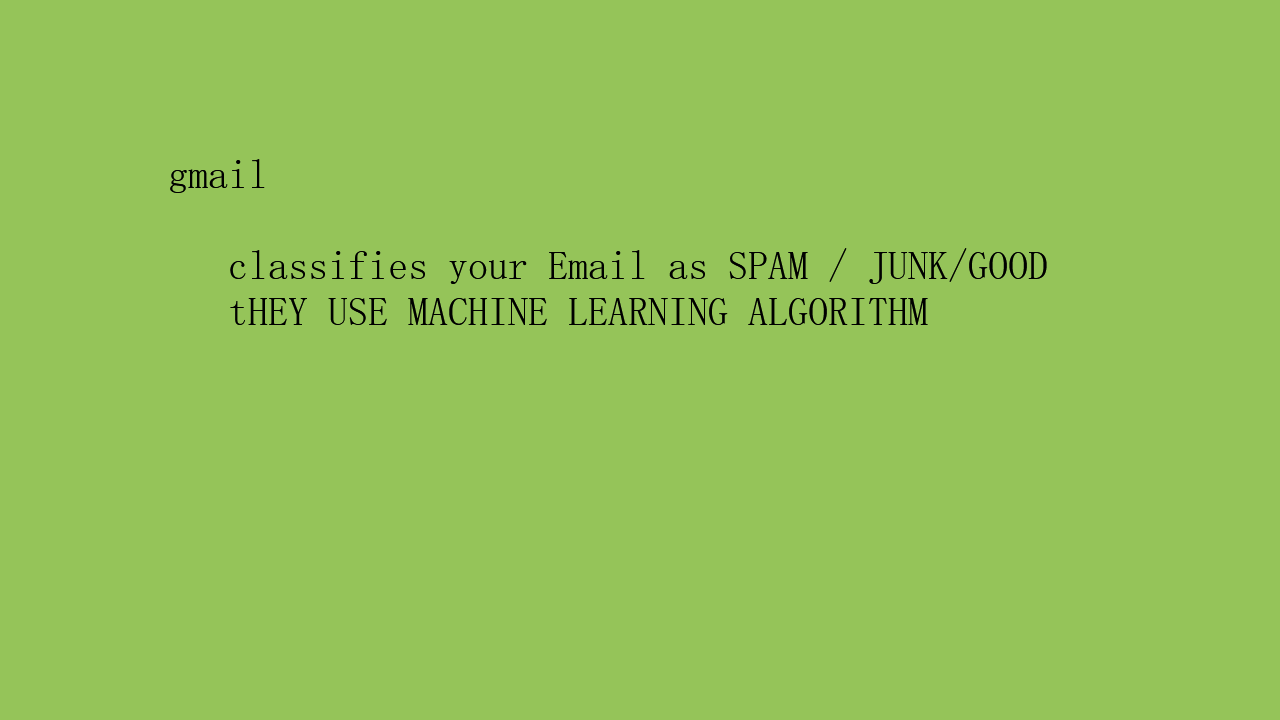 gmail
classifies your Email as SPAM / JUNK/GOOD
tHEY USE MACHINE LEARNING ALGORITHM